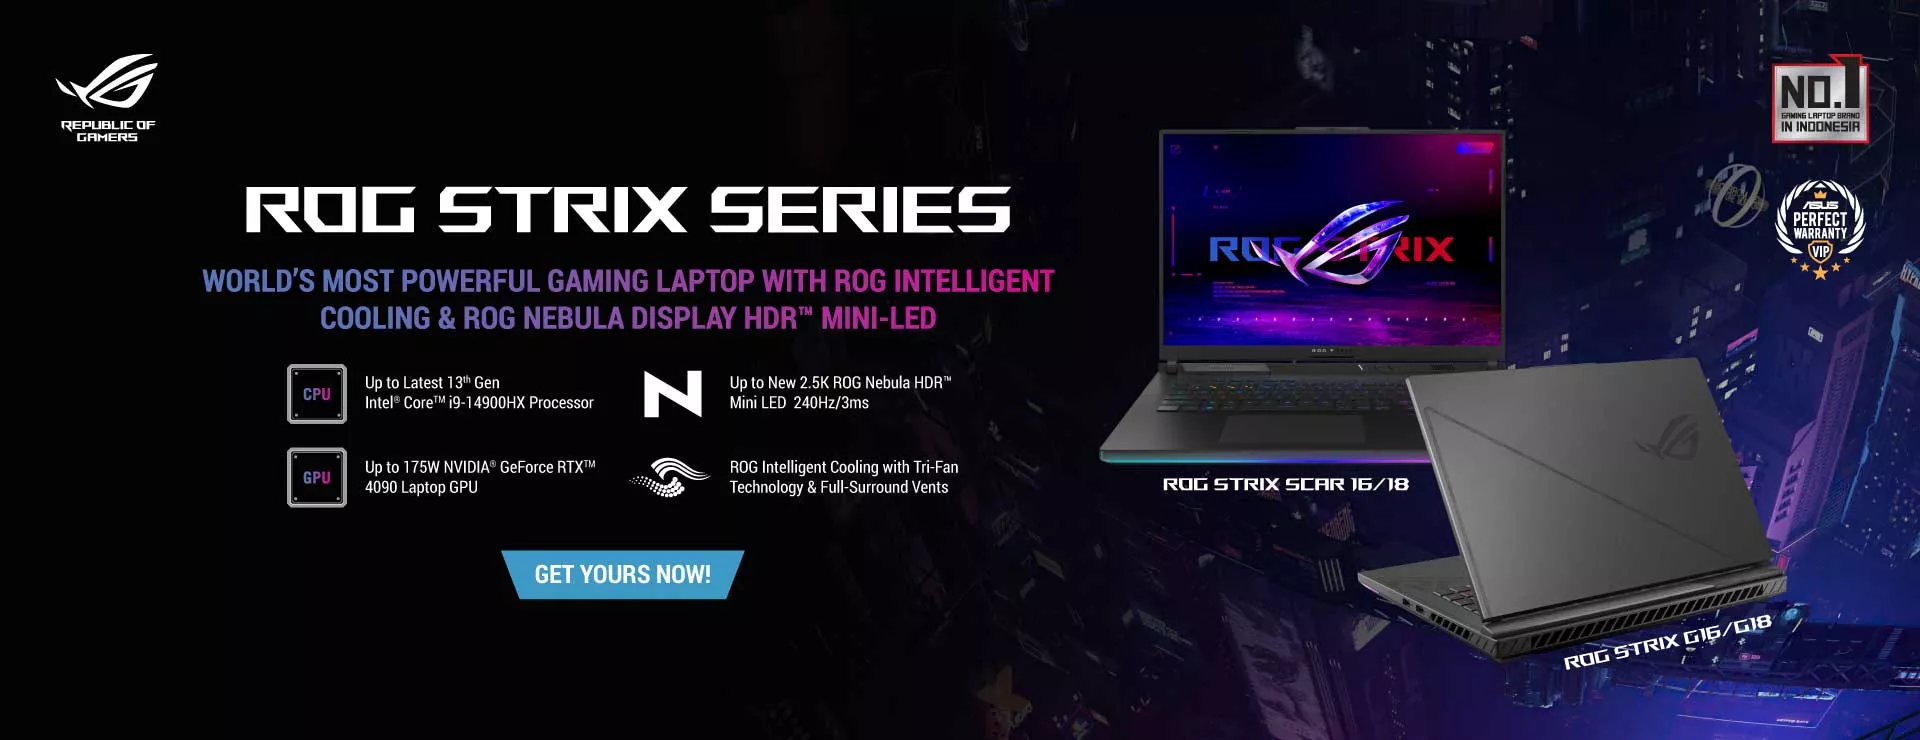 REPUBLIC OF
GAMERS
ROG STRIX SERIES
WORLD'S MOST POWERFUL GAMING LAPTOP WITH ROG INTELLIGENT
COOLING & ROG NEBULA DISPLAY HDR™ MINI-LED
CPU
Up to Latest 13th Gen
Intel® Core™ i9-14900HX Processor
N
Up to New 2.5K ROG Nebula HDR™
Mini LED 240Hz/3ms
GPU
Up to 175W NVIDIA® GeForce RTX™
4090 Laptop GPU
ROG Intelligent Cooling with Tri-Fan
Technology & Full-Surround Vents
GET YOURS NOW!
NO.1
GAMING LAPTOP BRAND
IN INDONESIA
ASUS
PERFECT
WARRANTY
VIP
ROG STRIX
ROG STRIX SCAR 16/18
ROG STRIX G16/G18